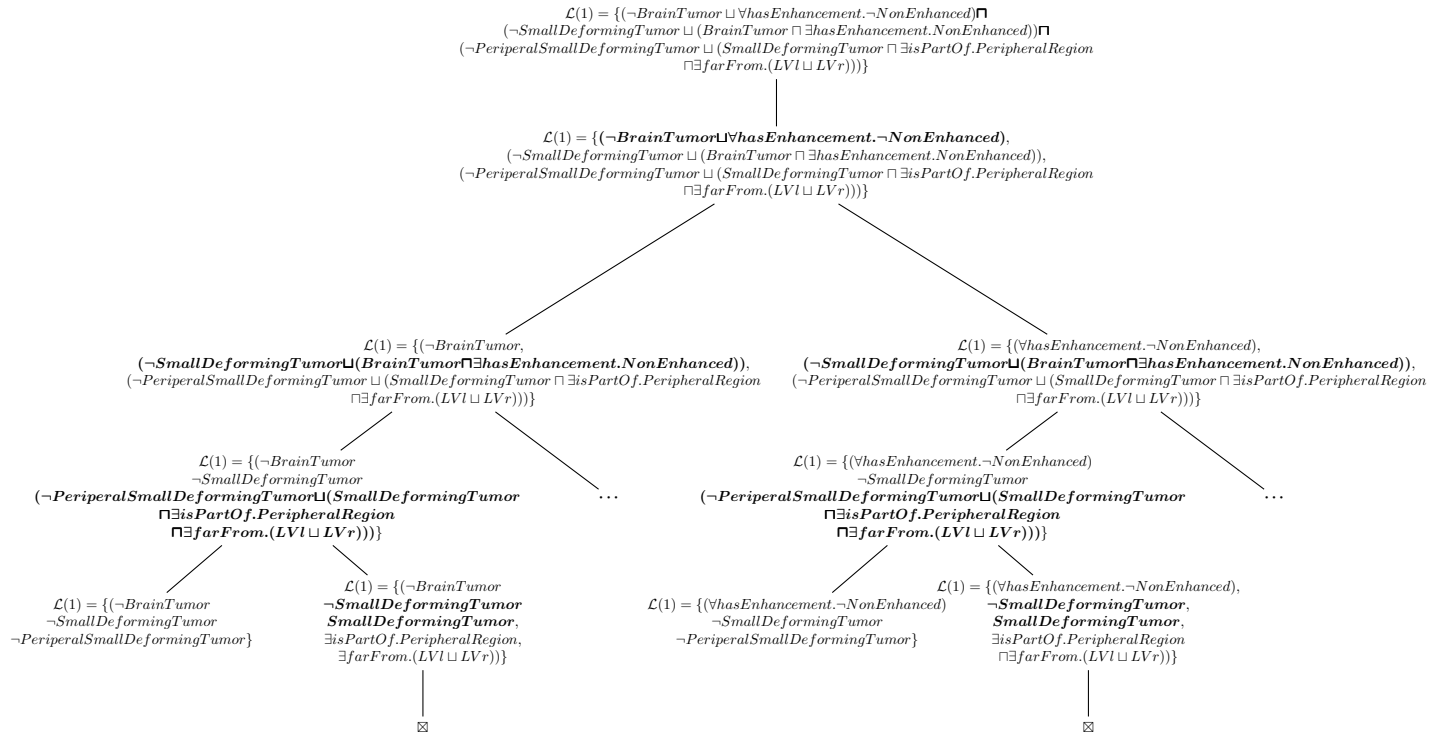 ℒ(1) = {(¬BrainTumor ⊔ ∀hasEnhancement.¬NonEnhanced)⊓
(¬SmallDeformingTumor ⊔ (BrainTumor ⊓ ∃hasEnhancement.NonEnhanced))⊓
(¬PeriperalSmallDeformingTumor ⊔ (SmallDeformingTumor ⊓ ∃isPartOf.PeripheralRegion
⊓∃farFrom.(LVl ⊔ LVr)))}
ℒ(1) = {(¬BrainTumor⊔∀hasEnhancement.¬NonEnhanced),
(¬SmallDeformingTumor ⊔ (BrainTumor ⊓ ∃hasEnhancement.NonEnhanced)),
(¬PeriperalSmallDeformingTumor ⊔ (SmallDeformingTumor ⊓ ∃isPartOf.PeripheralRegion
⊓∃farFrom.(LVl ⊔ LVr)))}
ℒ(1) = {(¬BrainTumor,
(¬SmallDeformingTumor⊔(BrainTumor⊓∃hasEnhancement.NonEnhanced)),
(¬PeriperalSmallDeformingTumor ⊔ (SmallDeformingTumor ⊓ ∃isPartOf.PeripheralRegion
⊓∃farFrom.(LVl ⊔ LVr)))}
ℒ(1) = {(∀hasEnhancement.¬NonEnhanced),
(¬SmallDeformingTumor⊔(BrainTumor⊓∃hasEnhancement.NonEnhanced)),
(¬PeriperalSmallDeformingTumor ⊔ (SmallDeformingTumor ⊓ ∃isPartOf.PeripheralRegion
⊓∃farFrom.(LVl ⊔ LVr)))}
ℒ(1) = {(¬BrainTumor
¬SmallDeformingTumor
(¬PeriperalSmallDeformingTumor⊔(SmallDeformingTumor
⊓∃isPartOf.PeripheralRegion
⊓∃farFrom.(LVl ⊔ LVr)))}
···
ℒ(1) = {(∀hasEnhancement.¬NonEnhanced)
¬SmallDeformingTumor
(¬PeriperalSmallDeformingTumor⊔(SmallDeformingTumor
⊓∃isPartOf.PeripheralRegion
⊓∃farFrom.(LVl ⊔ LVr)))}
···
ℒ(1) = {(¬BrainTumor
¬SmallDeformingTumor
¬PeriperalSmallDeformingTumor}
ℒ(1) = {(¬BrainTumor
¬SmallDeformingTumor
SmallDeformingTumor,
∃isPartOf.PeripheralRegion,
∃farFrom.(LVl ⊔ LVr))}
⊠
ℒ(1) = {(∀hasEnhancement.¬NonEnhanced)
¬SmallDeformingTumor
¬PeriperalSmallDeformingTumor}
ℒ(1) = {(∀hasEnhancement.¬NonEnhanced),
¬SmallDeformingTumor,
SmallDeformingTumor,
∃isPartOf.PeripheralRegion
⊓∃farFrom.(LVl ⊔ LVr))}
⊠